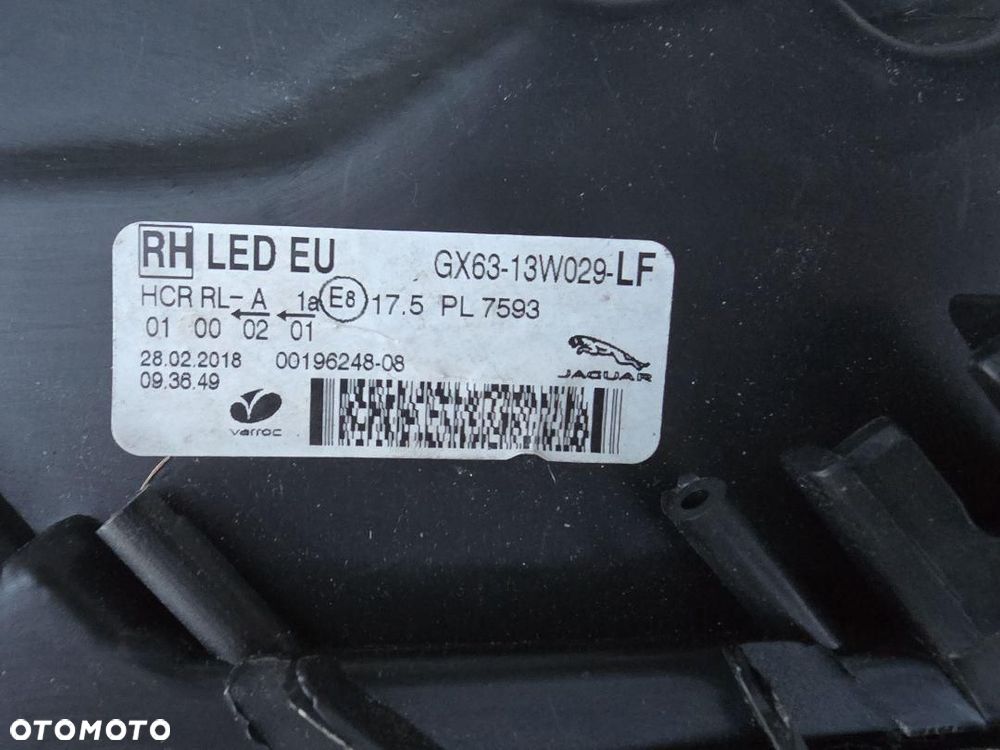 RH LED EU GX63-13W029-LF
HCR RL- A 1a E8 17.5 PL 7593
01 00 02 01
28.02.2018 00196248-08
09.36.49
JAGUAR
varroc
OTOMOTO